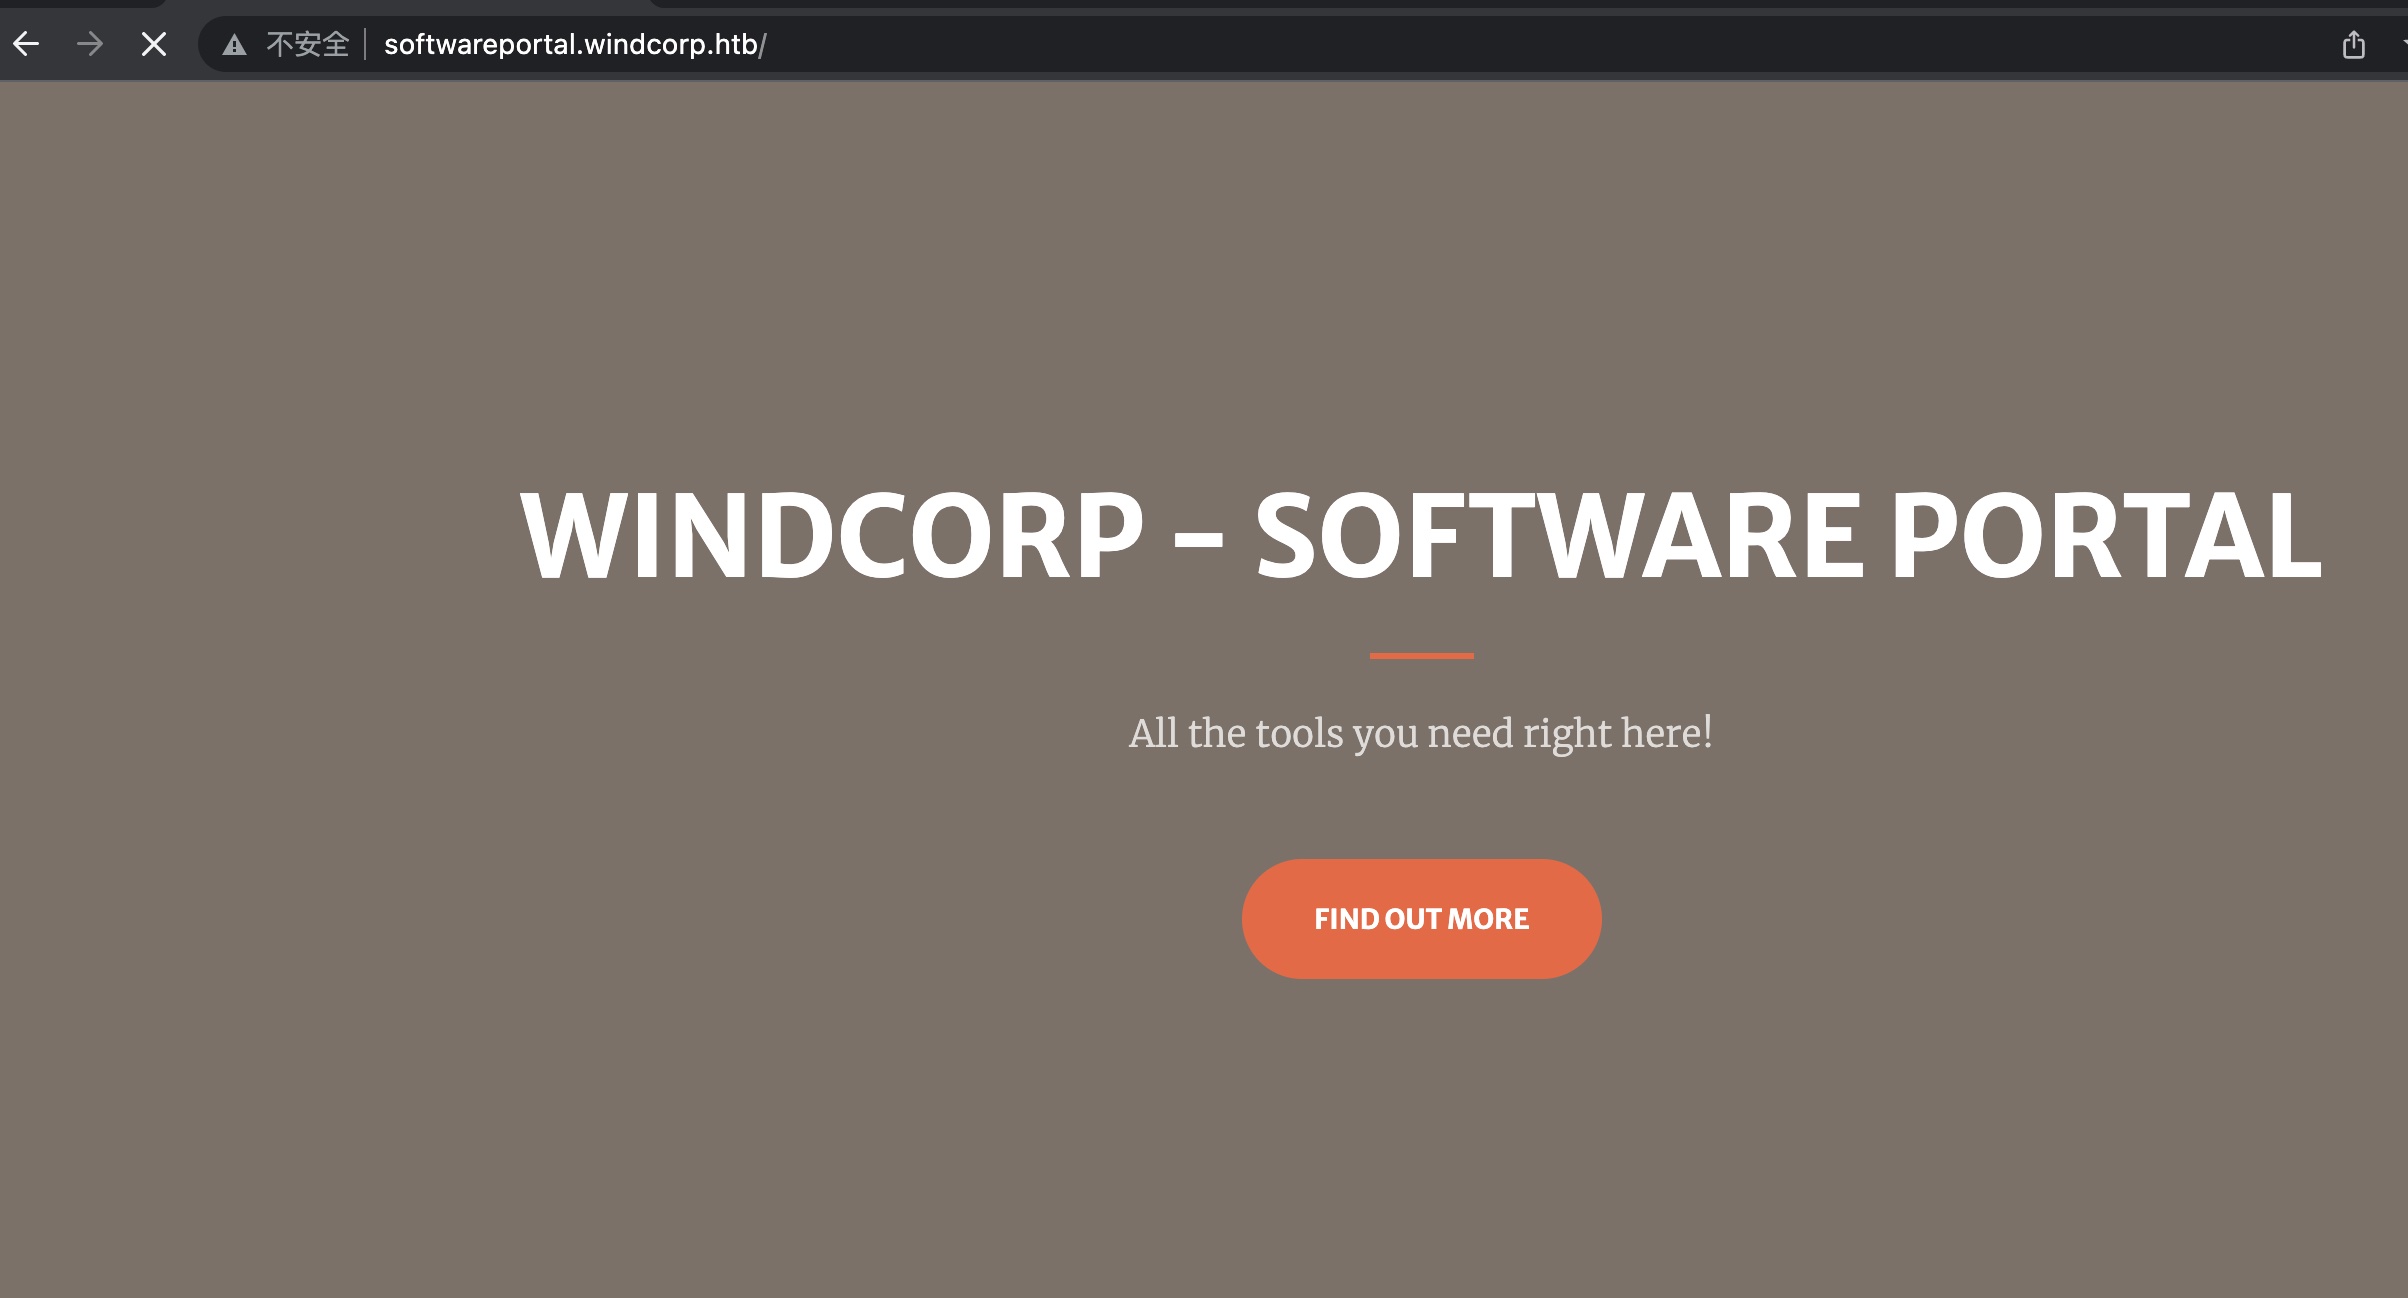 不安全 softwareportal.windcorp.htb/
WINDCORP – SOFTWARE PORTAL
All the tools you need right here!
FIND OUT MORE